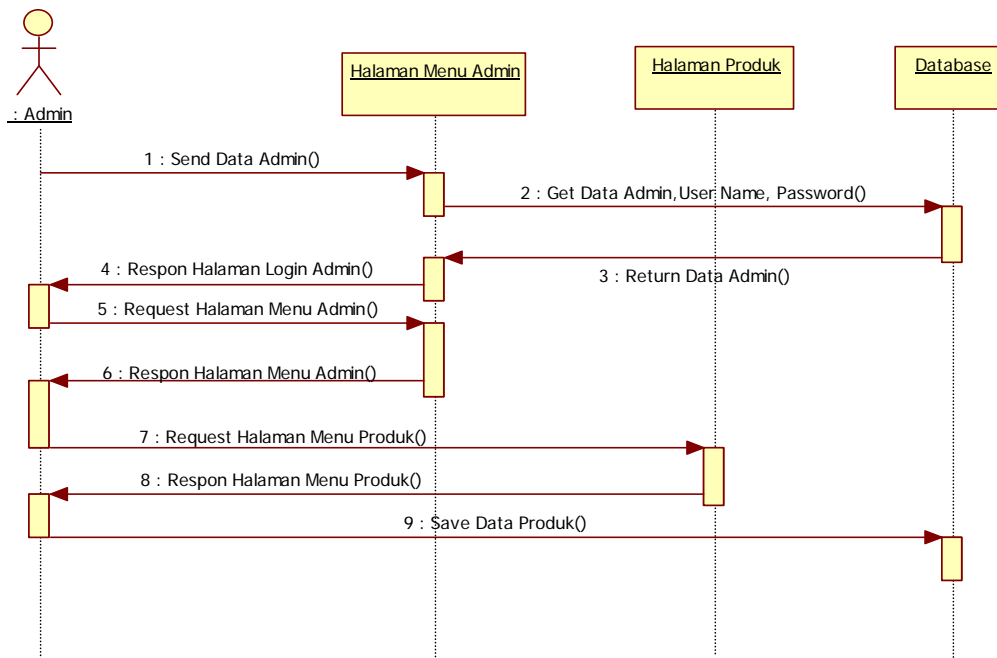 Halaman Menu Admin
Halaman Produk
Database
: Admin
1 : Send Data Admin()
2 : Get Data Admin,User Name, Password()
3 : Return Data Admin()
4 : Respon Halaman Login Admin()
5 : Request Halaman Menu Admin()
6 : Respon Halaman Menu Admin()
7 : Request Halaman Menu Produk()
8 : Respon Halaman Menu Produk()
9 : Save Data Produk()